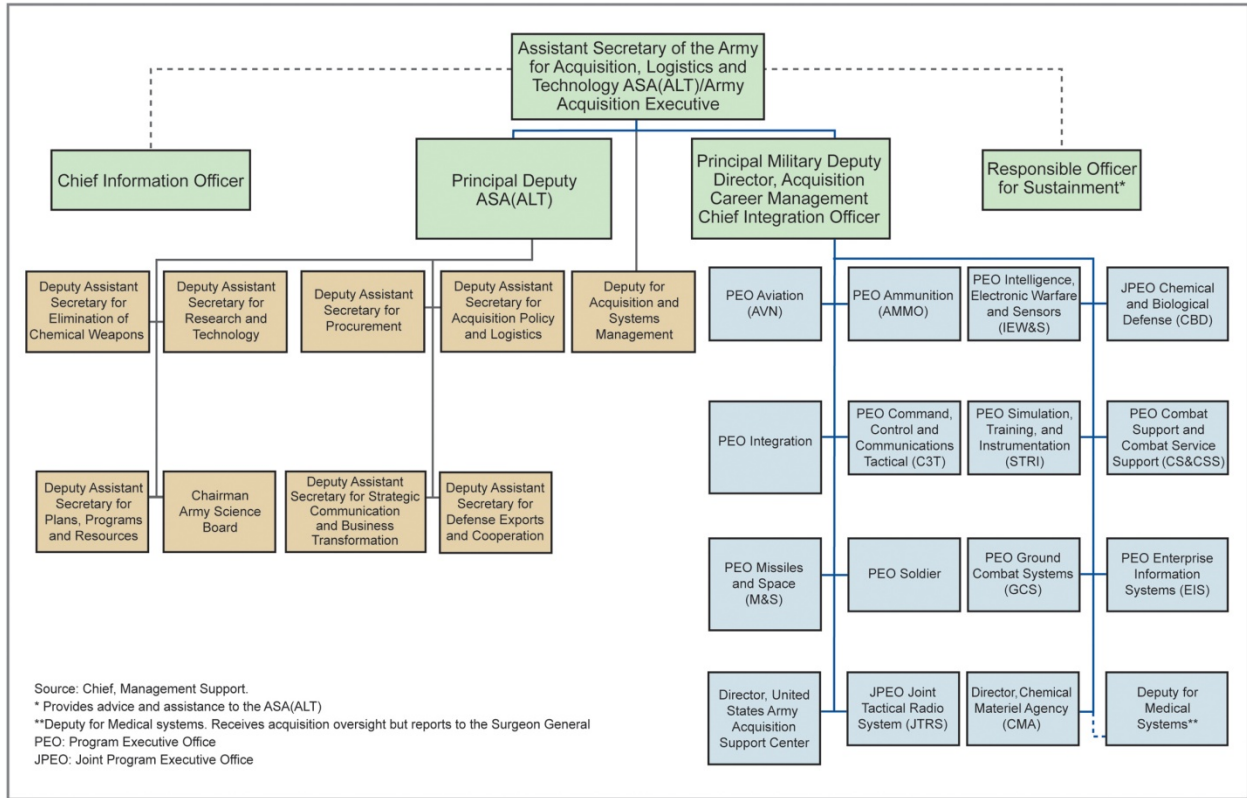 Assistant Secretary of the Army
for Acquisition, Logistics and
Technology ASA(ALT)/Army
Acquisition Executive
Chief Information Officer
Principal Deputy
ASA(ALT)
Principal Military Deputy
Director, Acquisition
Career Management
Chief Integration Officer
Responsible Officer
for Sustainment*
Deputy Assistant
Secretary for
Elimination of
Chemical Weapons
Deputy Assistant
Secretary for
Research and
Technology
Deputy Assistant
Secretary for
Procurement
Deputy Assistant
Secretary for
Acquisition Policy
and Logistics
Deputy for
Acquisition and
Systems
Management
PEO Aviation
(AVN)
PEO Ammunition
(AMMO)
PEO Intelligence,
Electronic Warfare
and Sensors
(IEW&S)
JPEO Chemical
and Biological
Defense (CBD)
PEO Integration
PEO Command,
Control and
Communications
Tactical (C3T)
PEO Simulation,
Training, and
Instrumentation
(STRI)
PEO Combat
Support and
Combat Service
Support (CS&CSS)
Deputy Assistant
Secretary for
Plans, Programs
and Resources
Chairman
Army Science
Board
Deputy Assistant
Secretary for Strategic
Communication
and Business
Transformation
Deputy Assistant
Secretary for
Defense Exports
and Cooperation
PEO Missiles
and Space
(M&S)
PEO Soldier
PEO Ground
Combat Systems
(GCS)
PEO Enterprise
Information
Systems (EIS)
Director, United
States Army
Acquisition
Support Center
JPEO Joint
Tactical Radio
System (JTRS)
Director, Chemical
Materiel Agency
(CMA)
Deputy for
Medical
Systems**
Source: Chief, Management Support.
* Provides advice and assistance to the ASA(ALT)
**Deputy for Medical systems. Receives acquisition oversight but reports to the Surgeon General
PEO: Program Executive Office
JPEO: Joint Program Executive Office